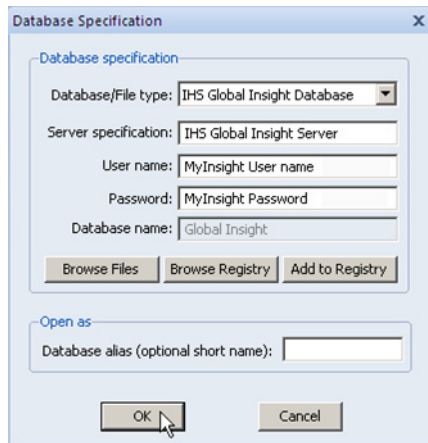 Database Specification
Database specification
Database/File type: IHS Global Insight Database
Server specification: IHS Global Insight Server
User name: MyInsight User name
Password: MyInsight Password
Database name: Global Insight
Browse Files Browse Registry Add to Registry
Open as
Database alias (optional short name):
OK Cancel